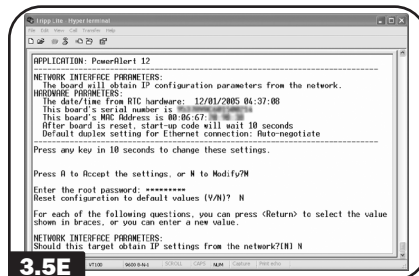 Tripp Lite - HyperTerminal
File Edit View Call Transfer Help
APPLICATION: PowerAlert 12
NETWORK INTERFACE PARAMETERS:
The board will obtain IP configuration parameters from the network.
HARDWARE PARAMETERS:
The date/time from RTC hardware: 12/01/2005 04:37:08
This board's serial number is
This board's MAC Address is 00:06:67:
After board is reset, start-up code will wait 10 seconds
Default duplex setting for Ethernet connection: Auto-negotiate
Press any key in 10 seconds to change these settings.
Press A to Accept the settings, or M to Modify?M
Enter the root password: *********
Reset configuration to default values (Y/N)? N
For each of the following questions, you can press <Return> to select the value
shown in braces, or you can enter a new value.
NETWORK INTERFACE PARAMETERS:
Should this target obtain IP settings from the network?[N] N
3.5E VT100 9600 8-N-1 SCROLL CAPS NUM Capture Print echo